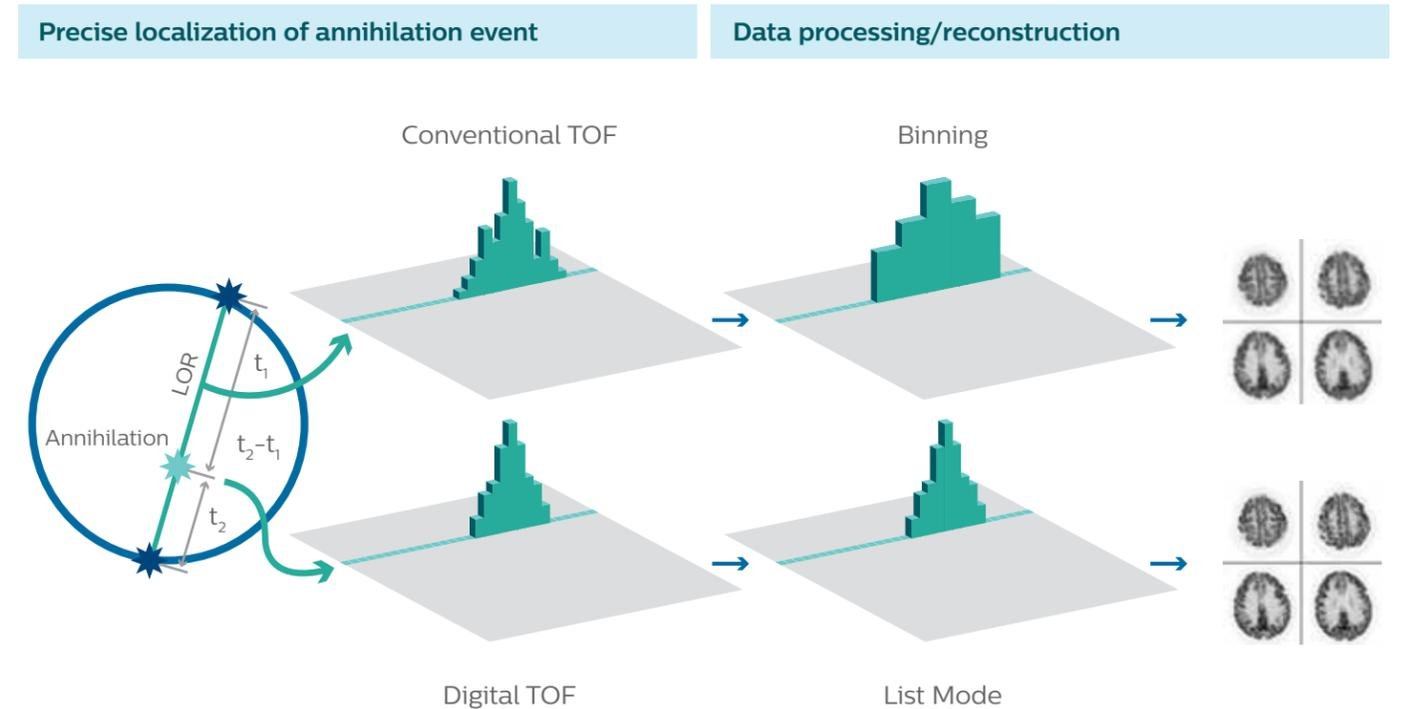 Precise localization of annihilation event
Data processing/reconstruction
Conventional TOF
Binning
LOR
t₁
Annihilation
t₂-t₁
t₂
Digital TOF
List Mode